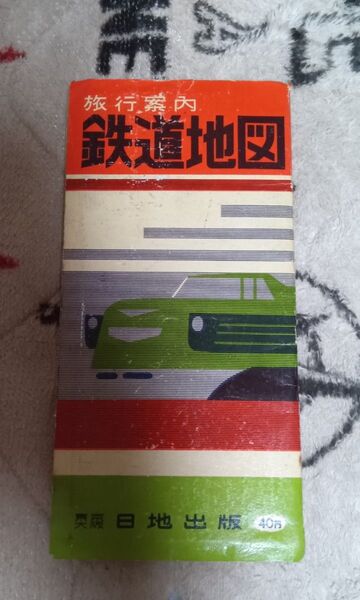 旅行案内
鉄道地図
東京 日地出版 40円